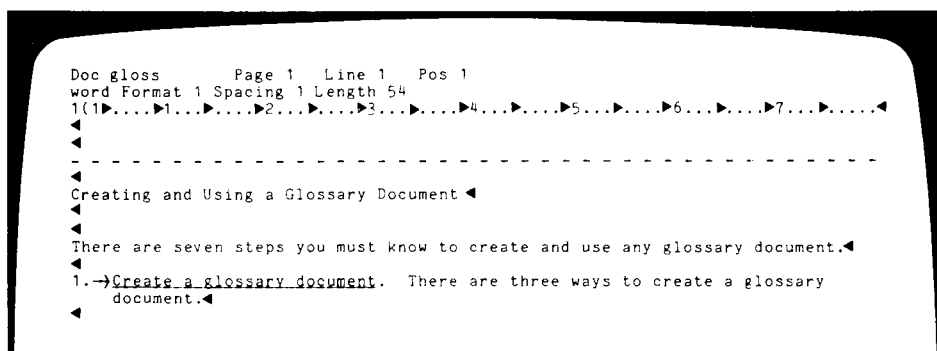 Doc gloss Page 1 Line 1 Pos 1
word Format 1 Spacing 1 Length 54
1(1▶....▶1...▶....▶2...▶....▶3...▶....▶4...▶....▶5...▶....▶6...▶....▶7...▶.....◀
◀
◀
- - - - - - - - - - - - - - - - - - - - - - - - - - - - - - - - - - - - - - - -
◀
Creating and Using a Glossary Document◀
◀
◀
There are seven steps you must know to create and use any glossary document.◀
◀
1.→Create a glossary document. There are three ways to create a glossary
document.◀
◀